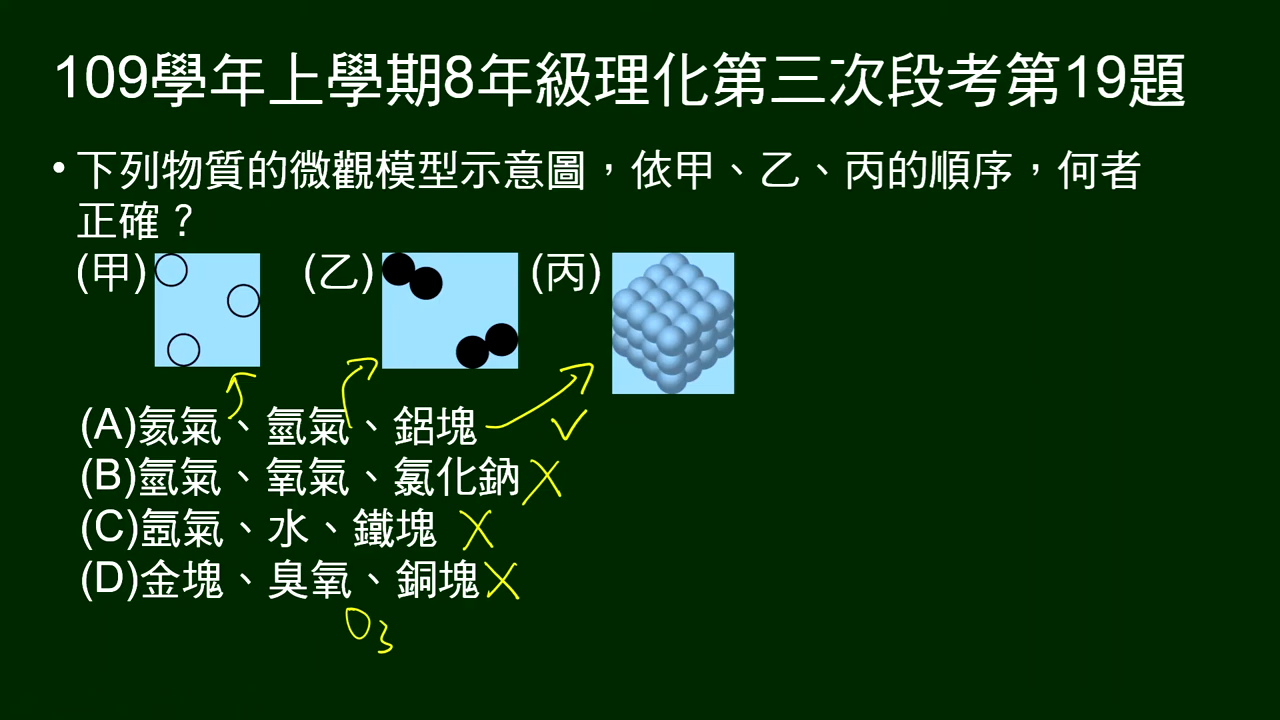 109學年上學期8年級理化第三次段考第19題
•下列物質的微觀模型示意圖，依甲、乙、丙的順序，何者
正確？
(甲) (乙) (丙)
(A)氦氣、氫氣、鋁塊 ✓
(B)氫氣、氧氣、氯化鈉 X
(C)氬氣、水、鐵塊 X
(D)金塊、臭氧、銅塊 X
O3